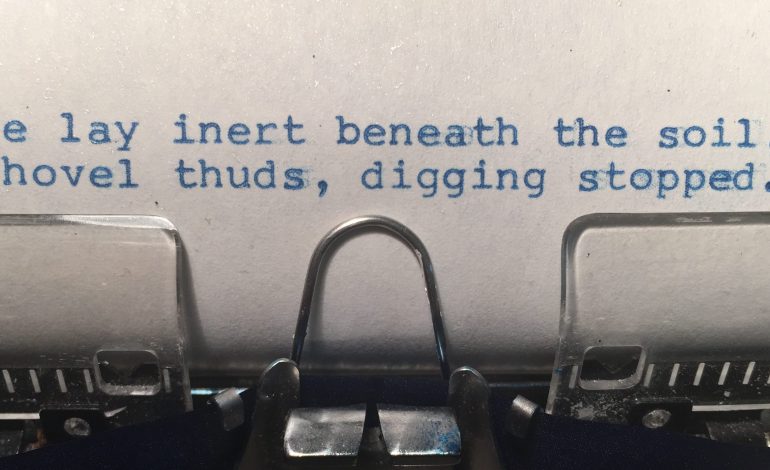 e lay inert beneath the soil.
hovel thuds, digging stopped.